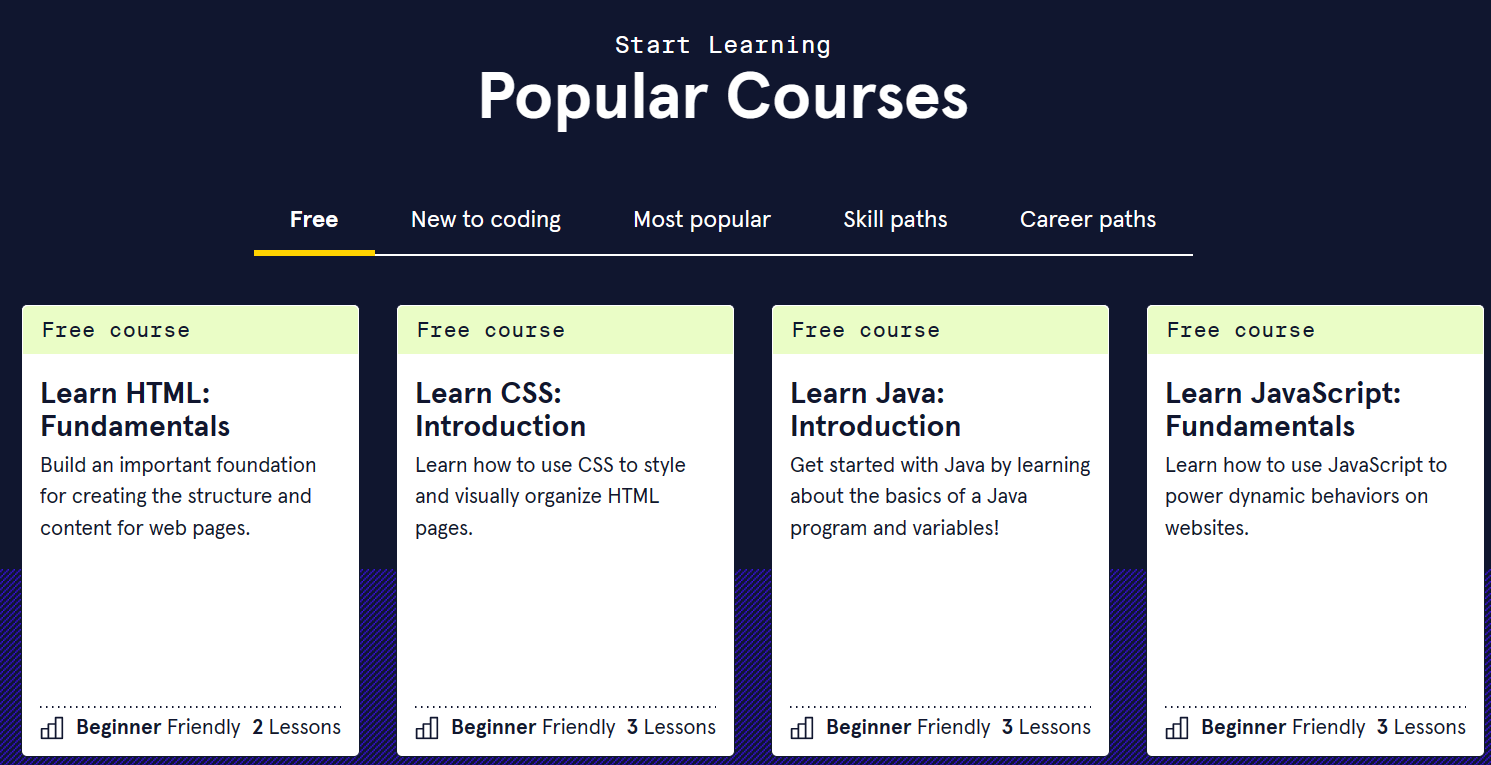 Start Learning
Popular Courses
Free New to coding Most popular Skill paths Career paths
Free course
Learn HTML:
Fundamentals
Build an important foundation
for creating the structure and
content for web pages.
Beginner Friendly 2 Lessons
Free course
Learn CSS:
Introduction
Learn how to use CSS to style
and visually organize HTML
pages.
Beginner Friendly 3 Lessons
Free course
Learn Java:
Introduction
Get started with Java by learning
about the basics of a Java
program and variables!
Beginner Friendly 3 Lessons
Free course
Learn JavaScript:
Fundamentals
Learn how to use JavaScript to
power dynamic behaviors on
websites.
Beginner Friendly 3 Lessons